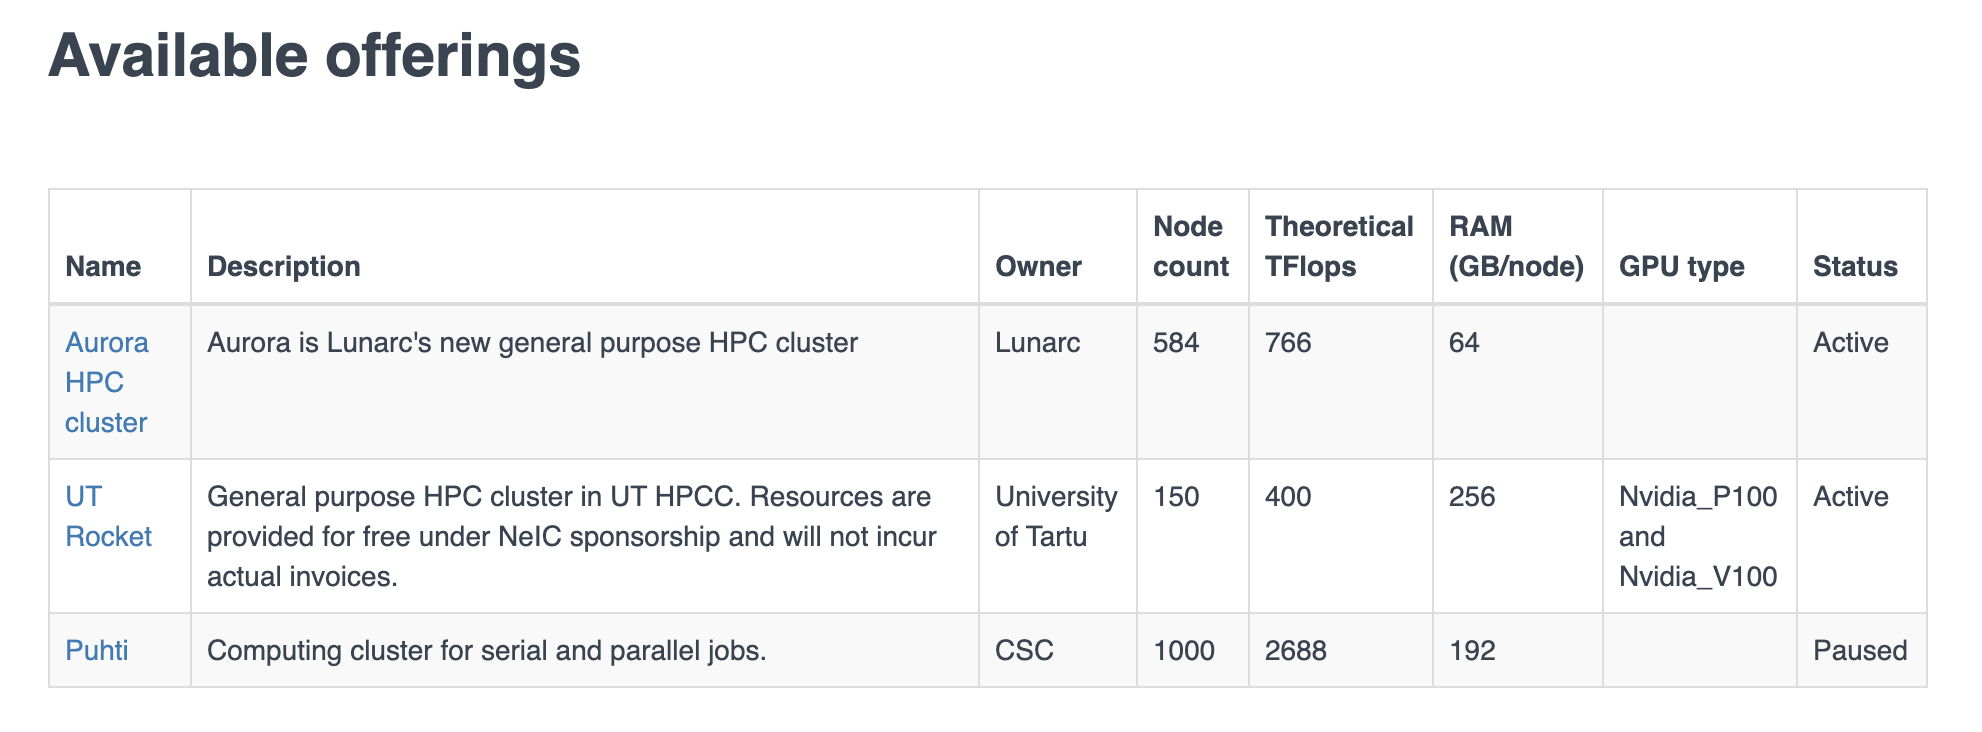 Available offerings
Name Description Owner Node count Theoretical TFlops RAM (GB/node) GPU type Status
Aurora HPC cluster Aurora is Lunarc's new general purpose HPC cluster Lunarc 584 766 64 Active
UT Rocket General purpose HPC cluster in UT HPCC. Resources are provided for free under NeIC sponsorship and will not incur actual invoices. University of Tartu 150 400 256 Nvidia_P100 and Nvidia_V100 Active
Puhti Computing cluster for serial and parallel jobs. CSC 1000 2688 192 Paused